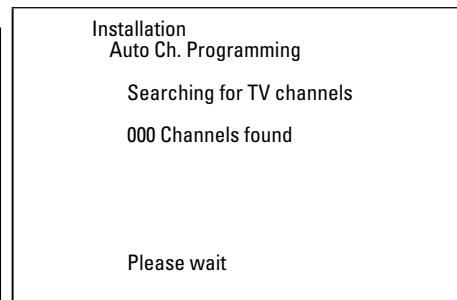 Installation
Auto Ch. Programming
Searching for TV channels
000 Channels found
Please wait